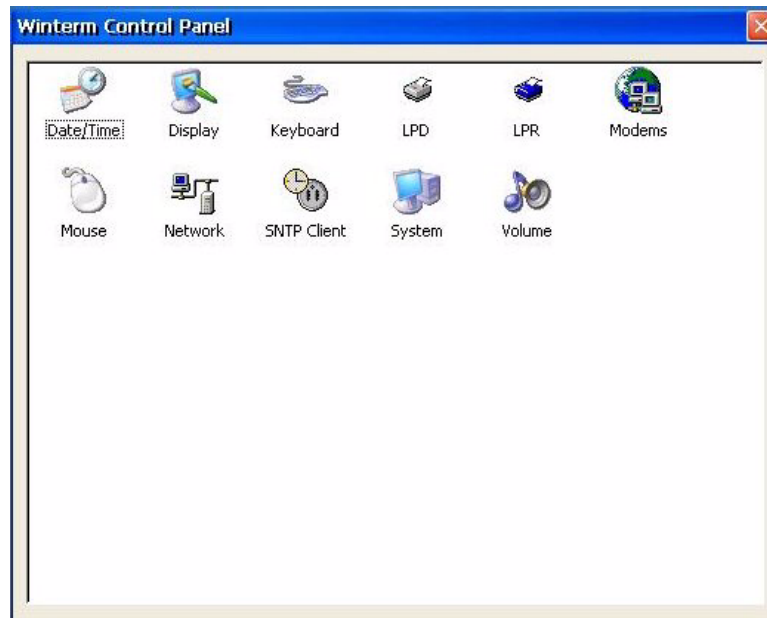 Winterm Control Panel
Date/Time Display Keyboard LPD LPR Modems
Mouse Network SNTP Client System Volume